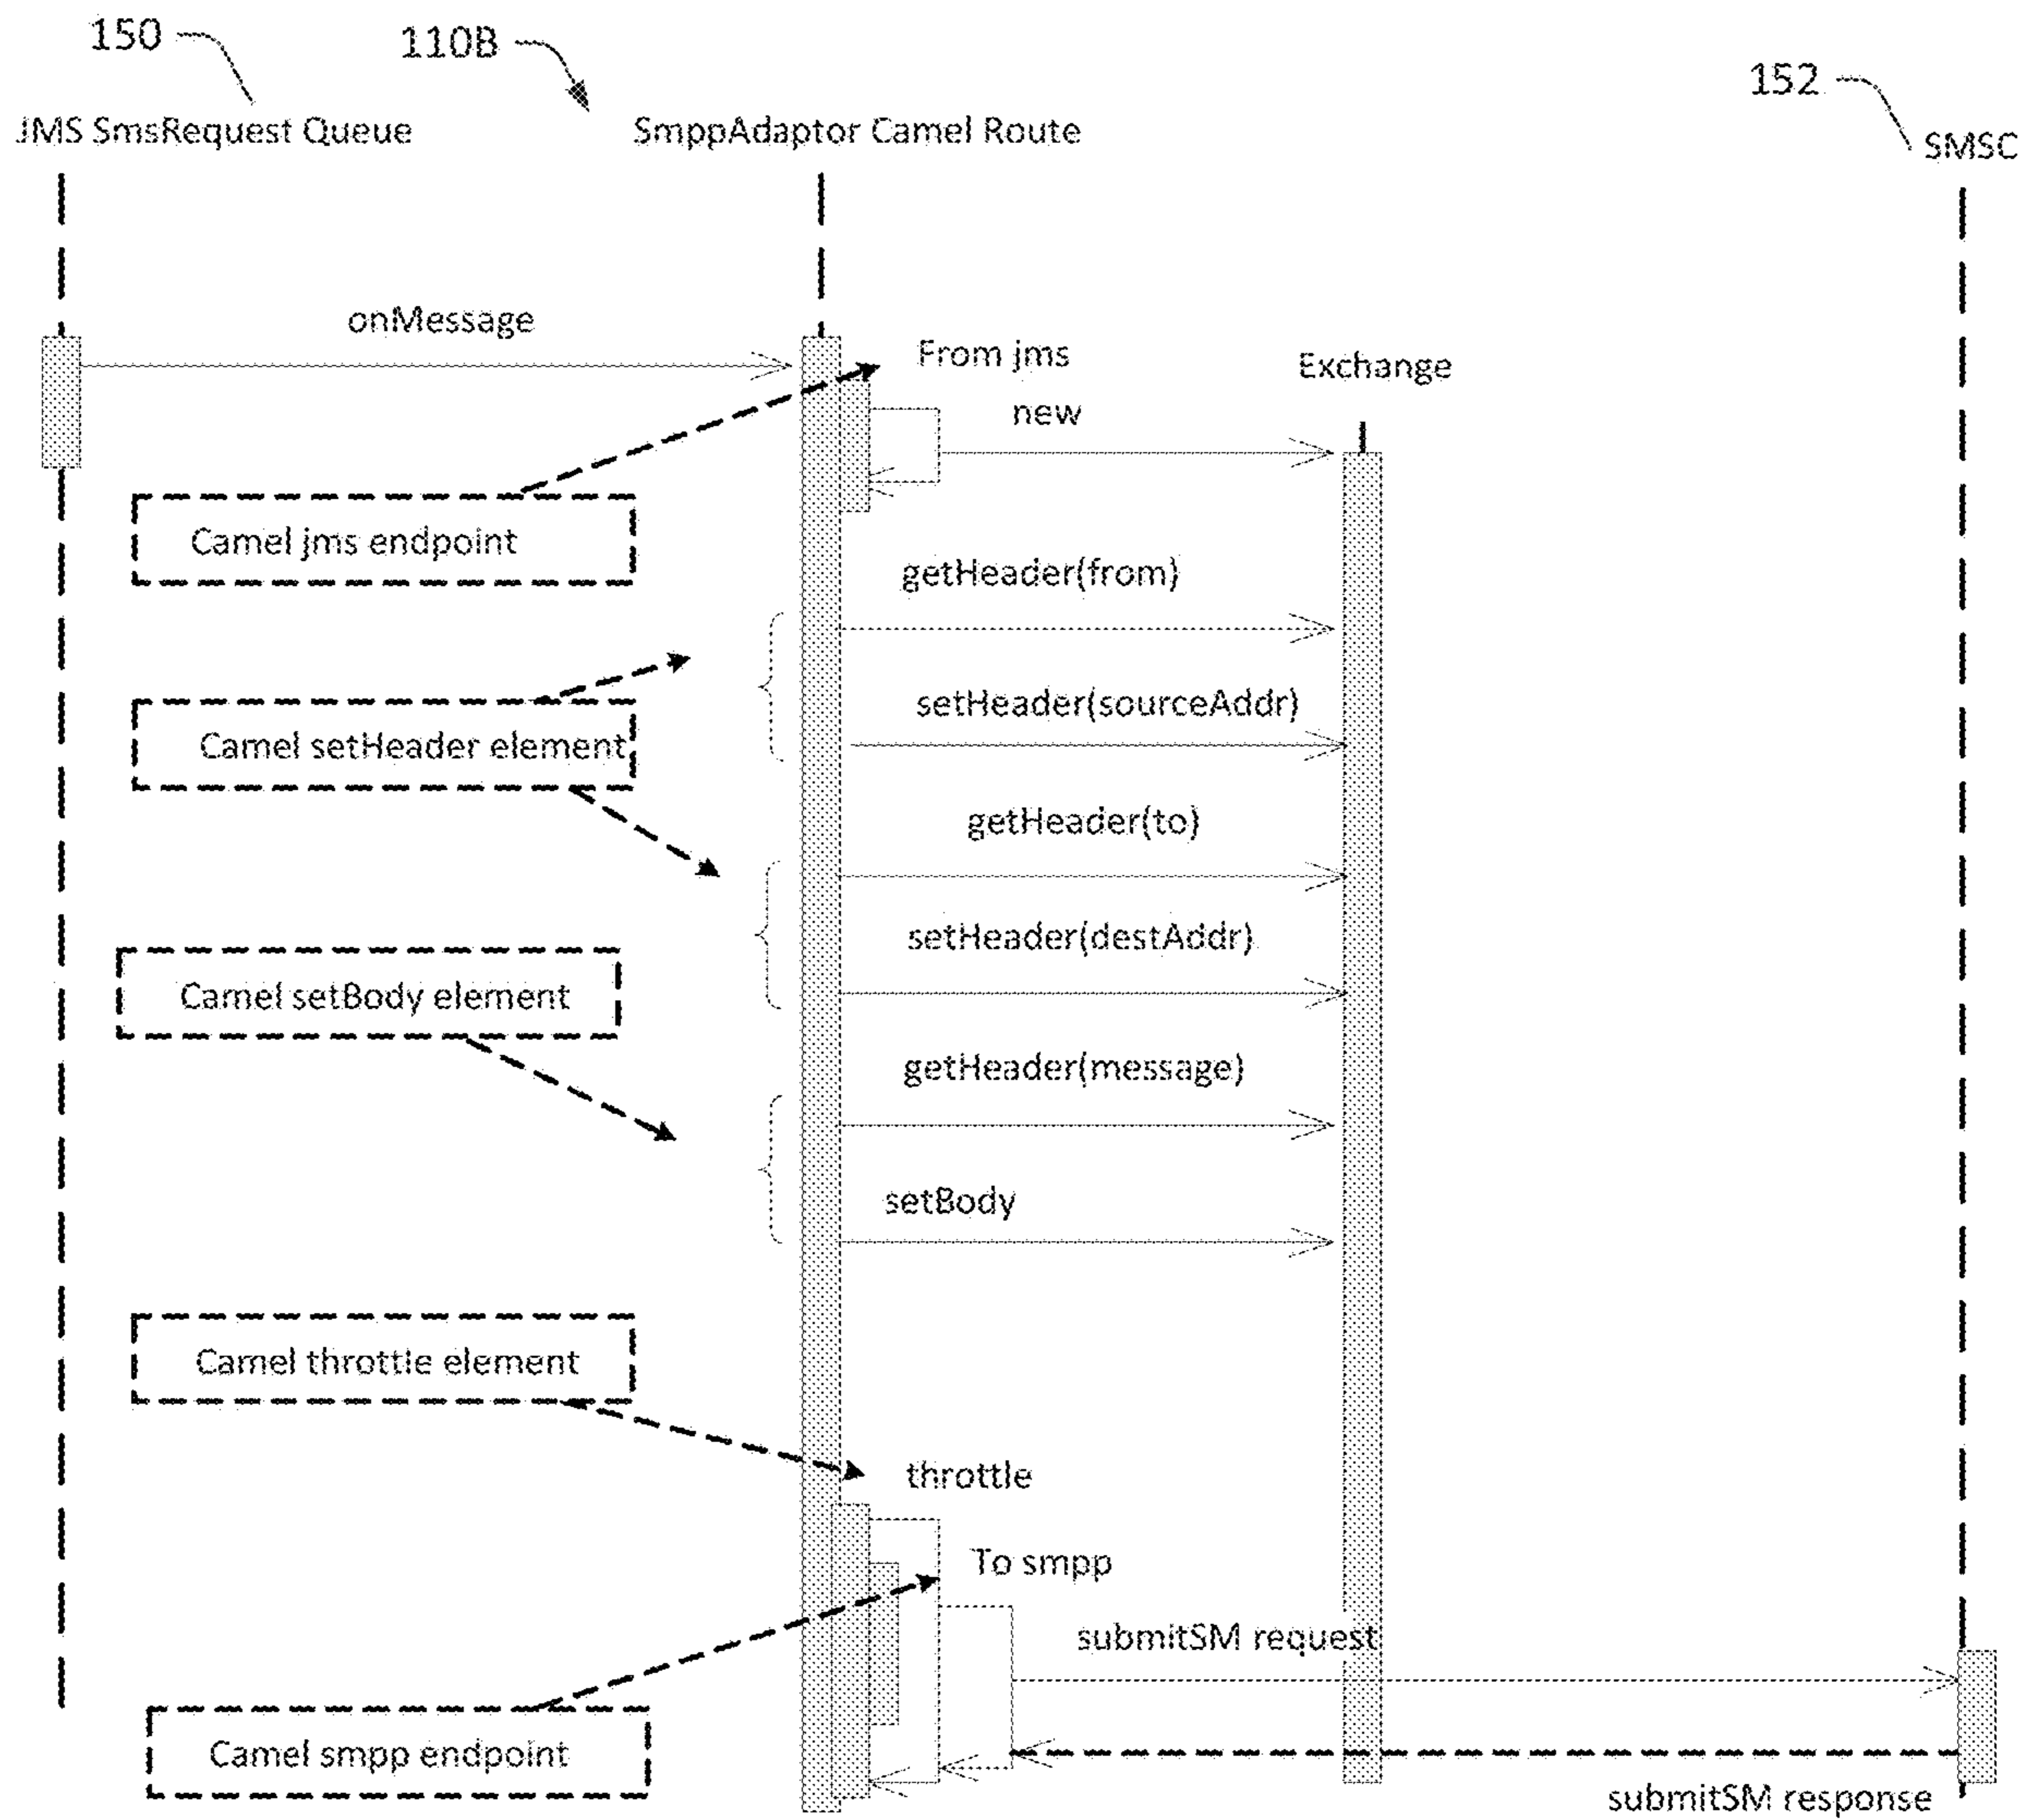 150
110B
152
JMS SmsRequest Queue
SmppAdaptor Camel Route
SMSC
onMessage
From jms
Exchange
new
Camel jms endpoint
getHeader(from)
setHeader(sourceAddr)
Camel setHeader element
getHeader(to)
setHeader(destAddr)
Camel setBody element
getHeader(message)
setBody
Camel throttle element
throttle
To smpp
submitSM request
Camel smpp endpoint
submitSM response